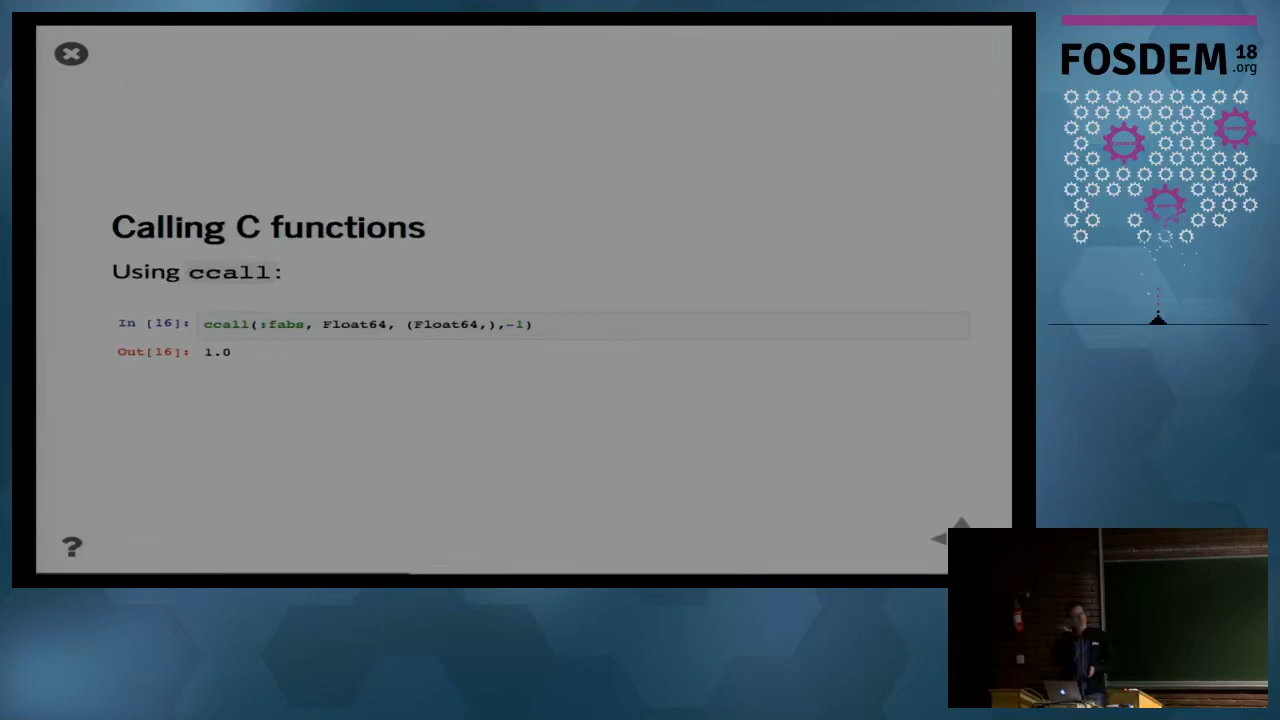 Calling C functions
Using ccall:
In [16]: ccall(:fabs, Float64, (Float64,),-1)
Out[16]: 1.0
?
FOSDEM 18
.org